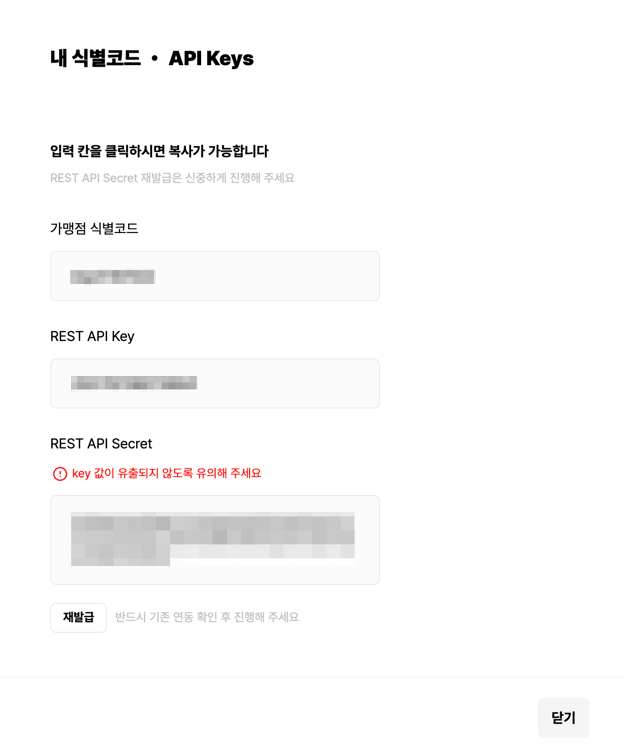 내 식별코드 • API Keys
입력 칸을 클릭하시면 복사가 가능합니다
REST API Secret 재발급은 신중하게 진행해 주세요
가맹점 식별코드
REST API Key
REST API Secret
key 값이 유출되지 않도록 유의해 주세요
재발급 반드시 기존 연동 확인 후 진행해 주세요
닫기